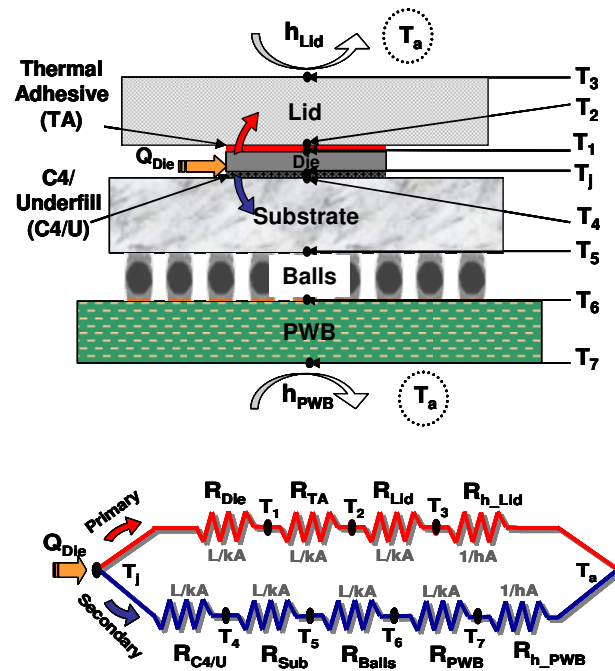 h_Lid
T_a
T_3
Thermal
Adhesive
(TA)
Lid
T_2
T_1
Q_Die
Die
T_j
C4/
Underfill
(C4/U)
Substrate
T_4
T_5
Balls
T_6
PWB
T_7
h_PWB
T_a
Primary
R_Die
T_1
R_TA
T_2
R_Lid
T_3
R_h_Lid
L/kA
L/kA
L/kA
1/hA
Q_Die
T_j
T_a
Secondary
L/kA
L/kA
L/kA
L/kA
1/hA
R_C4/U
T_4
R_Sub
T_5
R_Balls
T_6
R_PWB
T_7
R_h_PWB